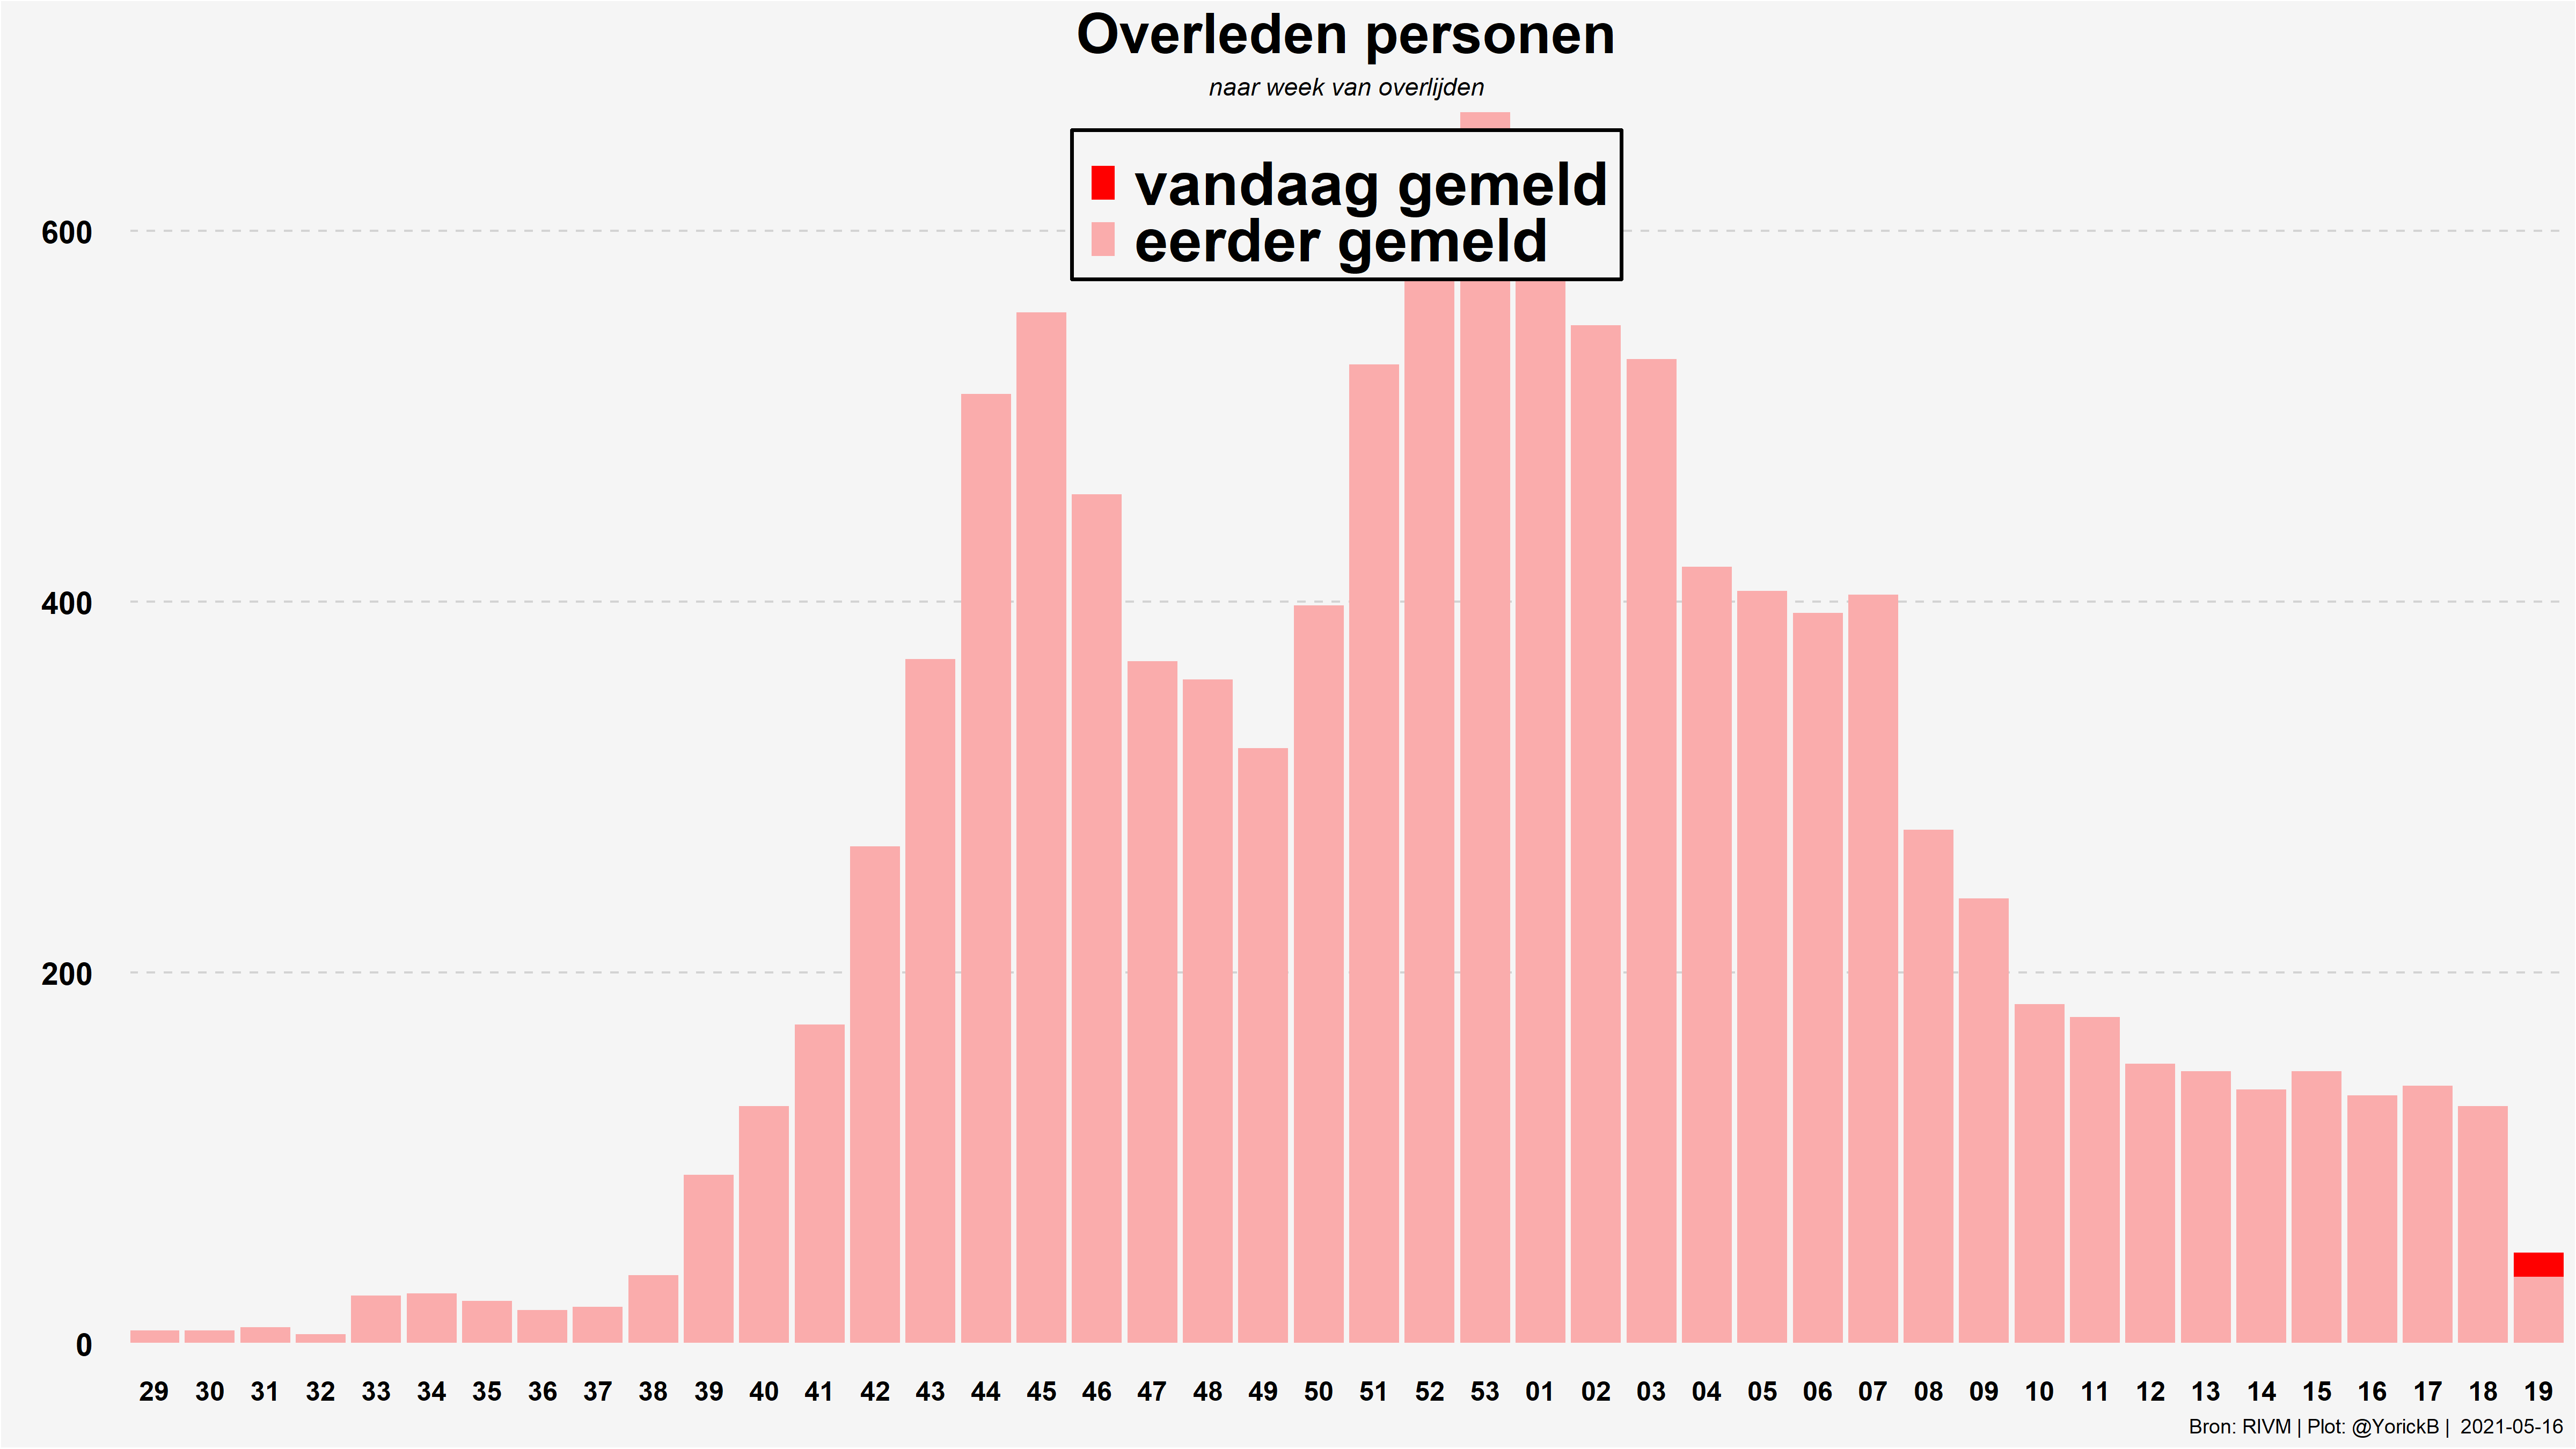 Overleden personen
naar week van overlijden
vandaag gemeld
eerder gemeld
600
400
200
0
29 30 31 32 33 34 35 36 37 38 39 40 41 42 43 44 45 46 47 48 49 50 51 52 53 01 02 03 04 05 06 07 08 09 10 11 12 13 14 15 16 17 18 19
Bron: RIVM | Plot: @YorickB | 2021-05-16